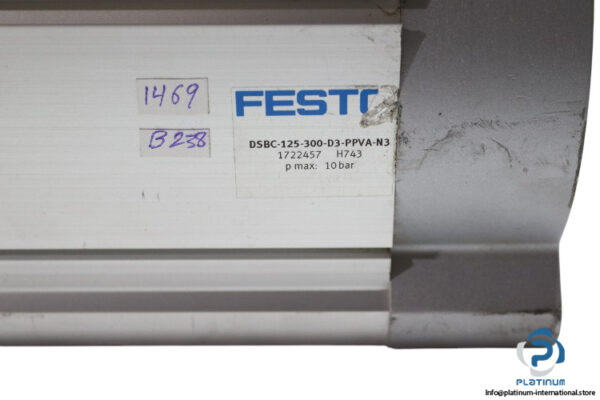 1469
B238
FESTO
DSBC-125-300-D3-PPVA-N3
1722457 H743
p max: 10 bar
PLATINUM
Info@platinum-international.store